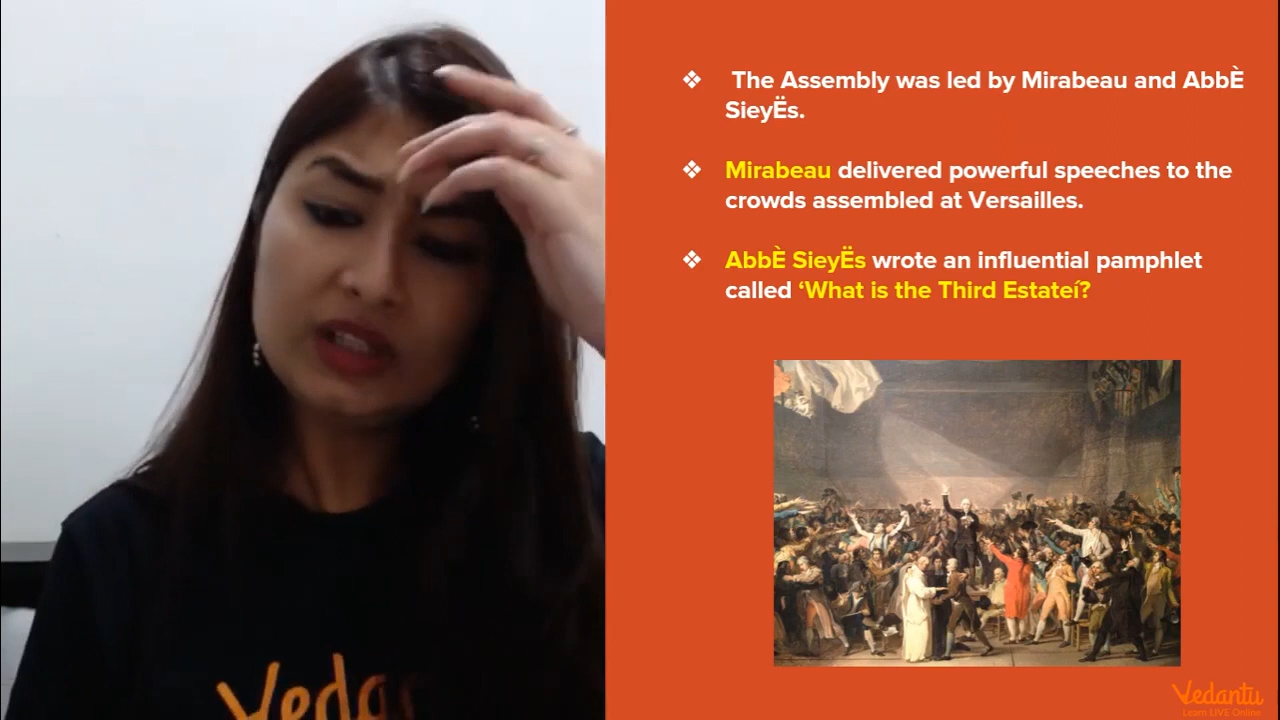 ❖ The Assembly was led by Mirabeau and AbbÈ
SieyËs.
❖ Mirabeau delivered powerful speeches to the
crowds assembled at Versailles.
❖ AbbÈ SieyËs wrote an influential pamphlet
called ‘What is the Third Estateí?
Vedantu
Learn LIVE Online